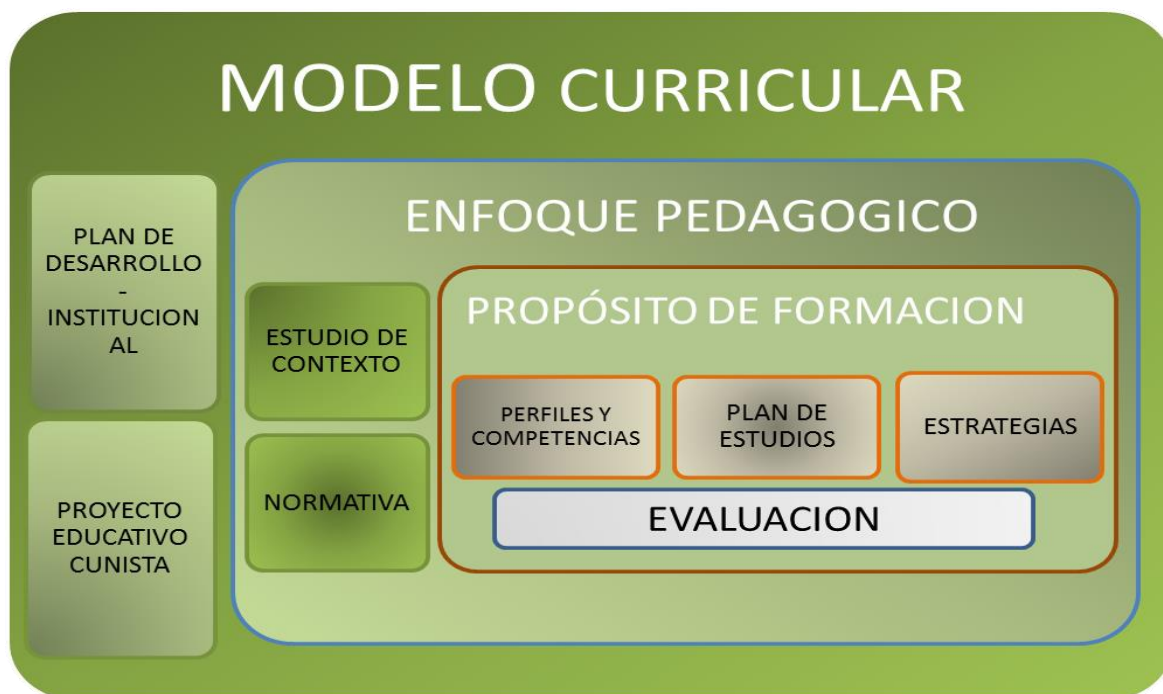 MODELO CURRICULAR
PLAN DE
DESARROLLO
-
INSTITUCION
AL
PROYECTO
EDUCATIVO
CUNISTA
ENFOQUE PEDAGOGICO
ESTUDIO DE
CONTEXTO
NORMATIVA
PROPÓSITO DE FORMACION
PERFILES Y
COMPETENCIAS
PLAN DE
ESTUDIOS
ESTRATEGIAS
EVALUACION